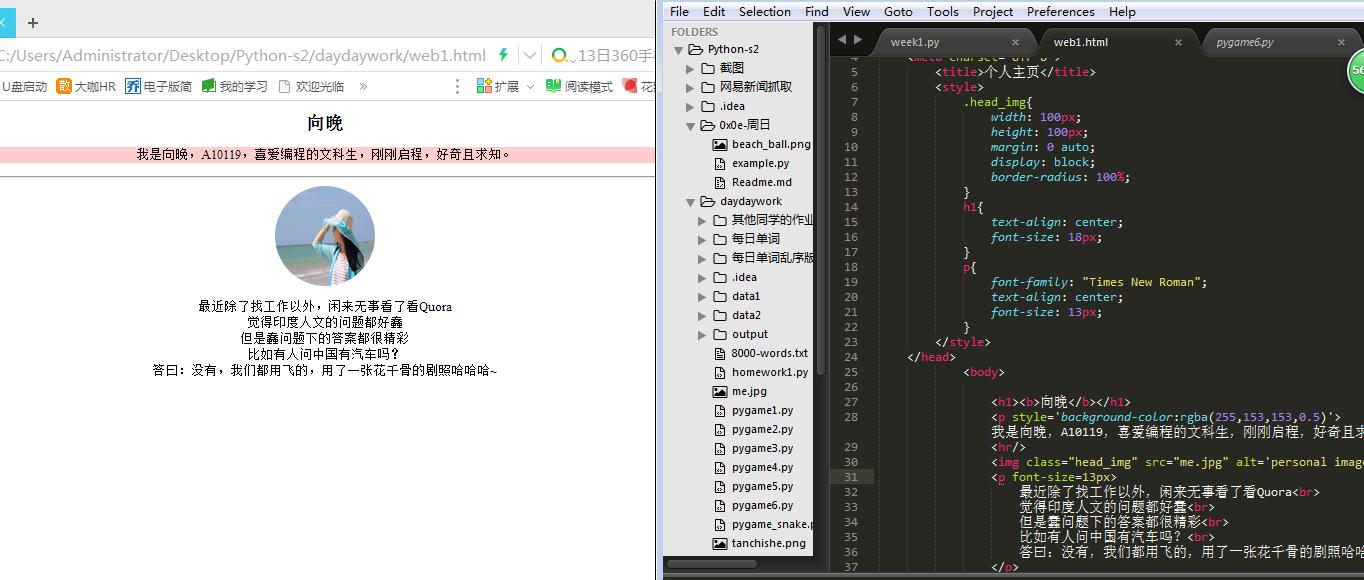 File Edit Selection Find View Goto Tools Project Preferences Help
+
C:/Users/Administrator/Desktop/Python-s2/daydaywork/web1.html 13日360手
U盘启动 大咖HR 电子版简 我的学习 欢迎光临 » 扩展 阅读模式
向晚
我是向晚，A10119，喜爱编程的文科生，刚刚启程，好奇且求知。
最近除了找工作以外，闲来无事看了看Quora
觉得印度人文的问题都好蠢
但是蠢问题下的答案都很精彩
比如有人问中国有汽车吗？
答曰：没有，我们都用飞的，用了一张花千骨的剧照哈哈哈~
FOLDERS
Python-s2
截图
网易新闻抓取
.idea
0x0e-周日
beach_ball.png
example.py
Readme.md
daydaywork
其他同学的作业
每日单词
每日单词乱序版
.idea
data1
data2
output
8000-words.txt
homework1.py
me.jpg
pygame1.py
pygame2.py
pygame3.py
pygame4.py
pygame5.py
pygame6.py
pygame_snake.p
tanchishe.png
week1.py × web1.html × pygame6.py ×
56
4 <meta charset="utf-8">
5 <title>个人主页</title>
6 <style>
7 .head_img{
8 width: 100px;
9 height: 100px;
10 margin: 0 auto;
11 display: block;
12 border-radius: 100%;
13 }
14 h1{
15 text-align: center;
16 font-size: 18px;
17 }
18 p{
19 font-family: "Times New Roman";
20 text-align: center;
21 font-size: 13px;
22 }
23 </style>
24 </head>
25 <body>
26
27 <h1><b>向晚</b></h1>
28 <p style='background-color:rgba(255,153,153,0.5)'>
我是向晚，A10119，喜爱编程的文科生，刚刚启程，好奇且求
29 <hr/>
30 <img class="head_img" src="me.jpg" alt='personal imag
31 <p font-size=13px>
32 最近除了找工作以外，闲来无事看了看Quora<br>
33 觉得印度人文的问题都好蠢<br>
34 但是蠢问题下的答案都很精彩<br>
35 比如有人问中国有汽车吗？<br>
36 答曰：没有，我们都用飞的，用了一张花千骨的剧照哈
37 </p>